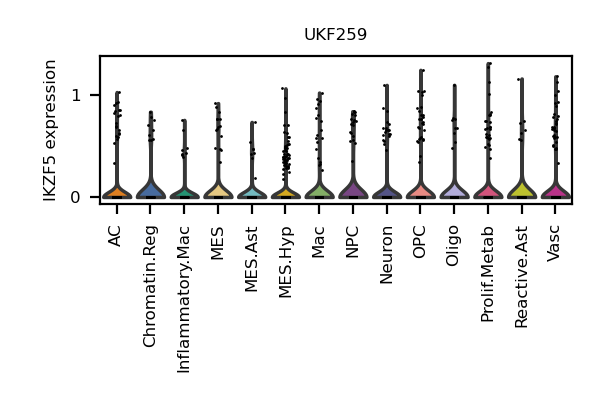 UKF259
IKZF5 expression
1
0
AC
Chromatin.Reg
Inflammatory.Mac
MES
MES.Ast
MES.Hyp
Mac
NPC
Neuron
OPC
Oligo
Prolif.Metab
Reactive.Ast
Vasc